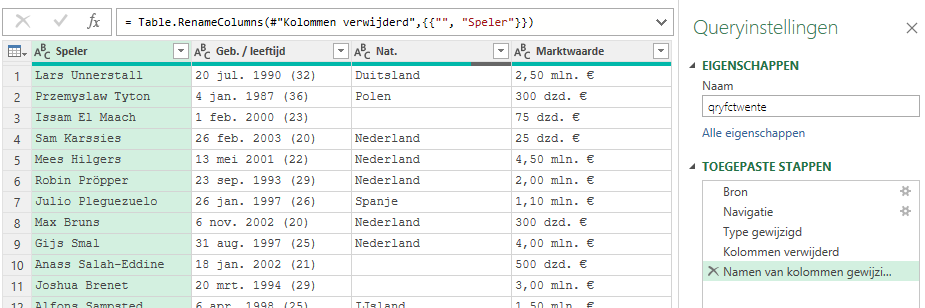 = Table.RenameColumns(#"Kolommen verwijderd",{{"", "Speler"}})
Speler Geb. / leeftijd Nat. Marktwaarde
1 Lars Unnerstall 20 jul. 1990 (32) Duitsland 2,50 mln. €
2 Przemyslaw Tyton 4 jan. 1987 (36) Polen 300 dzd. €
3 Issam El Maach 1 feb. 2000 (23) 75 dzd. €
4 Sam Karssies 26 feb. 2003 (20) Nederland 25 dzd. €
5 Mees Hilgers 13 mei 2001 (22) Nederland 4,50 mln. €
6 Robin Pröpper 23 sep. 1993 (29) Nederland 2,00 mln. €
7 Julio Pleguezuelo 26 jan. 1997 (26) Spanje 1,10 mln. €
8 Max Bruns 6 nov. 2002 (20) Nederland 300 dzd. €
9 Gijs Smal 31 aug. 1997 (25) Nederland 4,00 mln. €
10 Anass Salah-Eddine 18 jan. 2002 (21) 500 dzd. €
11 Joshua Brenet 20 mrt. 1994 (29) 3,00 mln. €
12 Alfons Sampsted 6 apr. 1998 (25) IJsland 1,50 mln. €
Queryinstellingen
EIGENSCHAPPEN
Naam
qryfctwente
Alle eigenschappen
TOEGEPASTE STAPPEN
Bron
Navigatie
Type gewijzigd
Kolommen verwijderd
Namen van kolommen gewijzi...